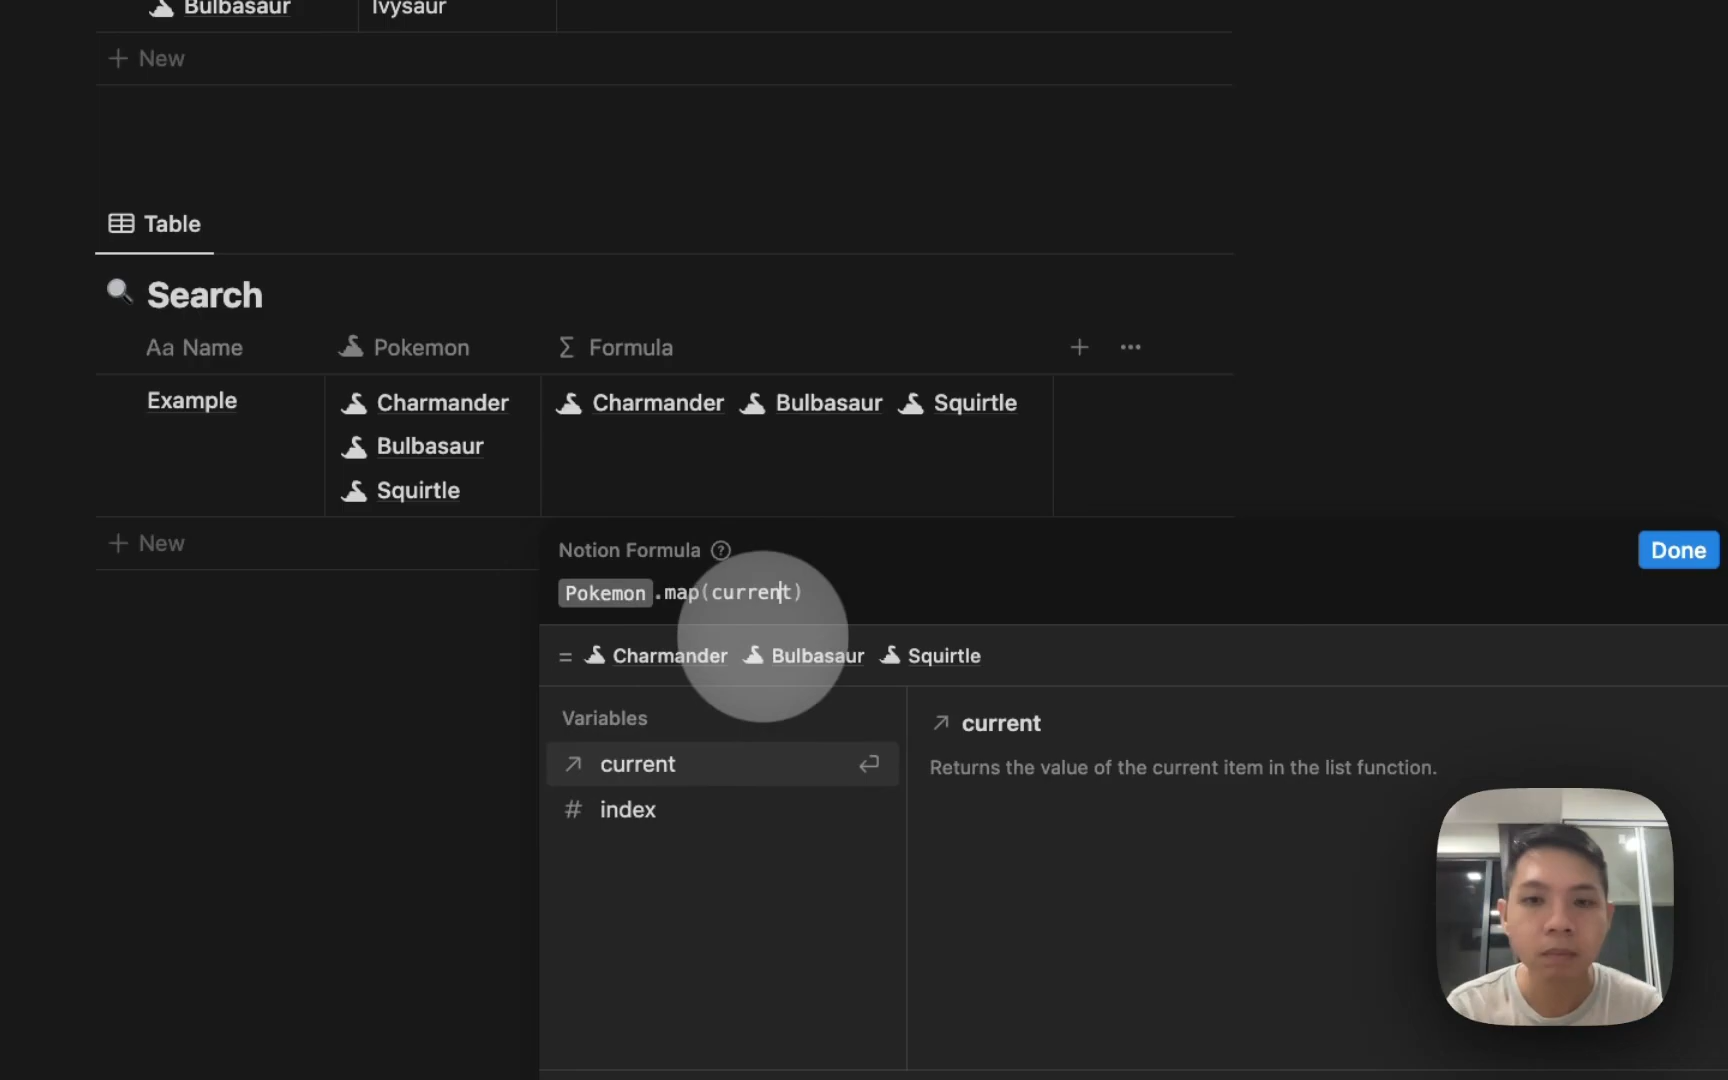 Bulbasaur Ivysaur
+ New
Table
Search
Aa Name Pokemon Σ Formula + •••
Example Charmander Charmander Bulbasaur Squirtle
Bulbasaur
Squirtle
+ New
Notion Formula ? Done
Pokemon.map(current)
= Charmander Bulbasaur Squirtle
Variables
current
# index
current
Returns the value of the current item in the list function.